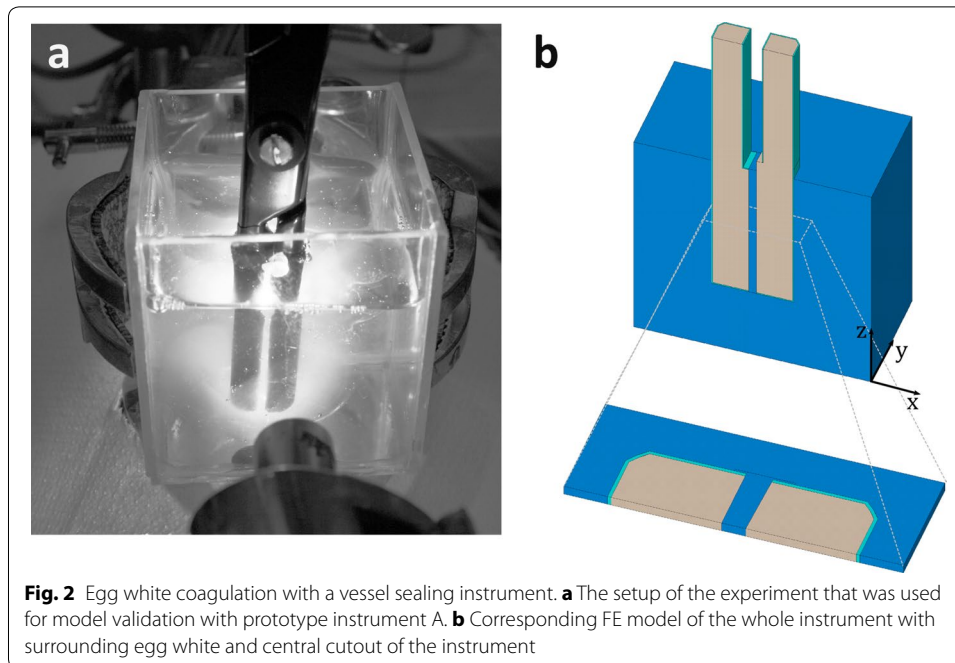 a
b
z
y
x
Fig. 2 Egg white coagulation with a vessel sealing instrument. a The setup of the experiment that was used
for model validation with prototype instrument A. b Corresponding FE model of the whole instrument with
surrounding egg white and central cutout of the instrument